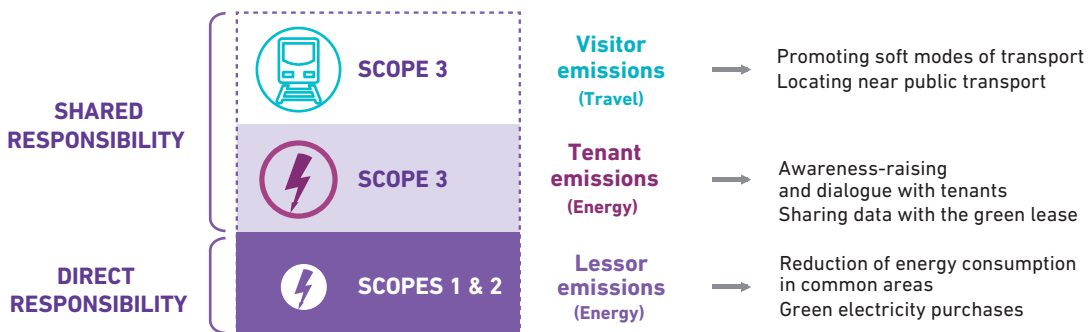 SHARED
RESPONSIBILITY
SCOPE 3
Visitor
emissions
(Travel)
Promoting soft modes of transport
Locating near public transport
SCOPE 3
Tenant
emissions
(Energy)
Awareness-raising
and dialogue with tenants
Sharing data with the green lease
DIRECT
RESPONSIBILITY
SCOPES 1 & 2
Lessor
emissions
(Energy)
Reduction of energy consumption
in common areas
Green electricity purchases